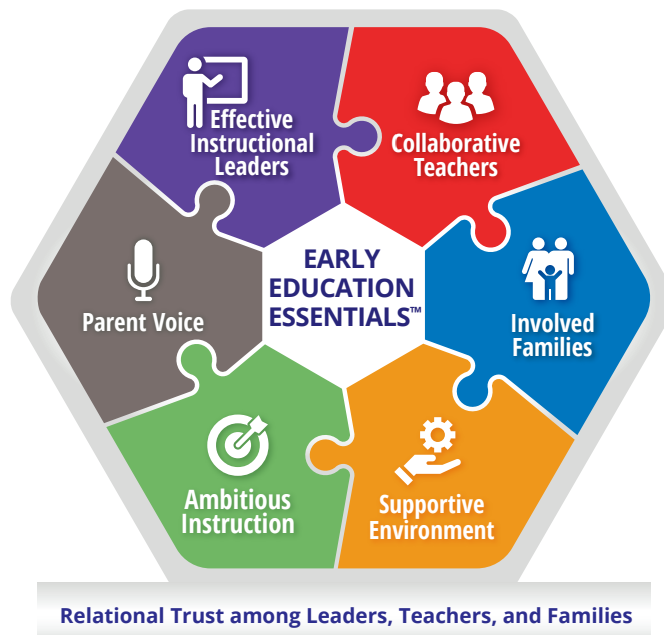 Effective
Instructional
Leaders
Collaborative
Teachers
Parent Voice
EARLY
EDUCATION
ESSENTIALS™
Involved
Families
Ambitious
Instruction
Supportive
Environment
Relational Trust among Leaders, Teachers, and Families